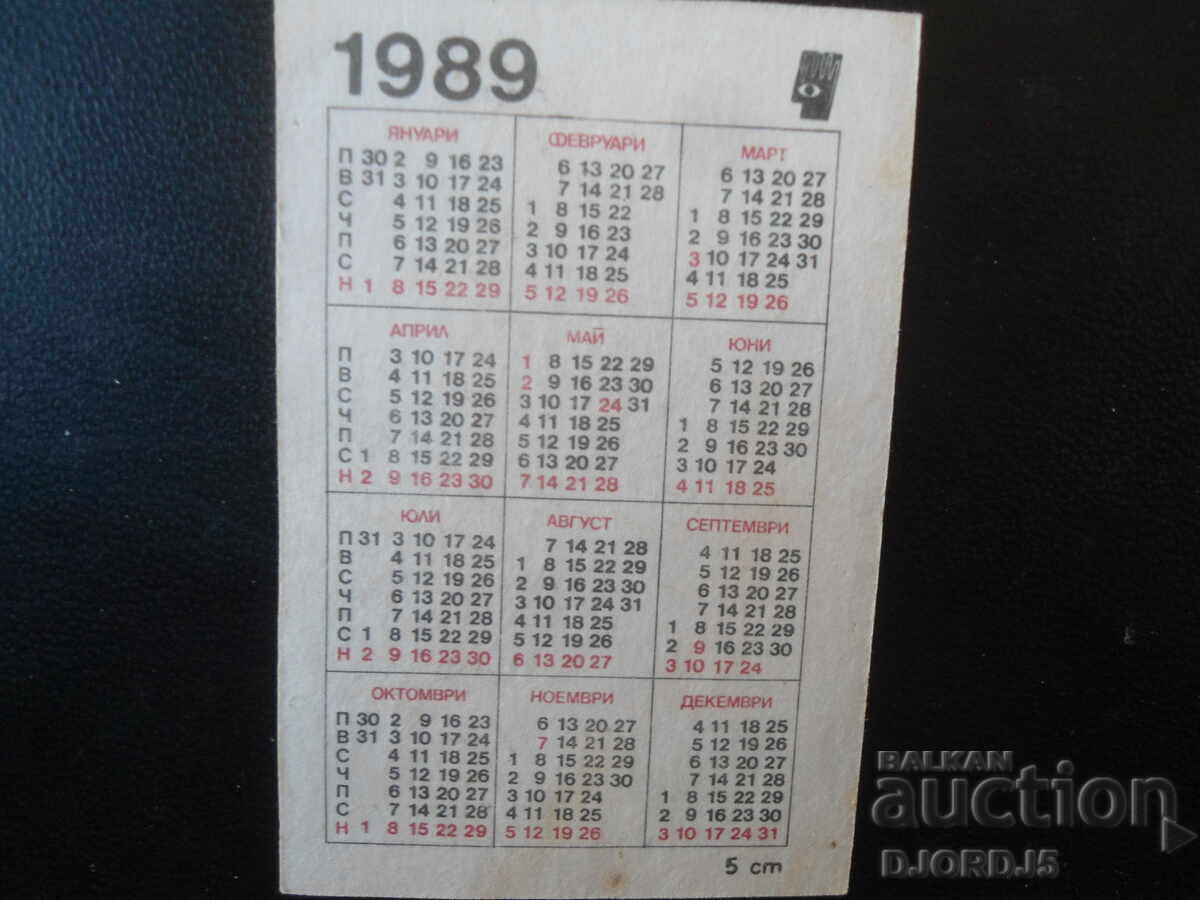 1989
ЯНУАРИ
П 30 2 9 16 23
В 31 3 10 17 24
С 4 11 18 25
Ч 5 12 19 26
П 6 13 20 27
С 7 14 21 28
Н 1 8 15 22 29
ФЕВРУАРИ
6 13 20 27
7 14 21 28
1 8 15 22
2 9 16 23
3 10 17 24
4 11 18 25
5 12 19 26
МАРТ
6 13 20 27
7 14 21 28
1 8 15 22 29
2 9 16 23 30
3 10 17 24 31
4 11 18 25
5 12 19 26
АПРИЛ
П 3 10 17 24
В 4 11 18 25
С 5 12 19 26
Ч 6 13 20 27
П 7 14 21 28
С 1 8 15 22 29
Н 2 9 16 23 30
МАЙ
1 8 15 22 29
2 9 16 23 30
3 10 17 24 31
4 11 18 25
5 12 19 26
6 13 20 27
7 14 21 28
ЮНИ
5 12 19 26
6 13 20 27
7 14 21 28
1 8 15 22 29
2 9 16 23 30
3 10 17 24
4 11 18 25
ЮЛИ
П 31 3 10 17 24
В 4 11 18 25
С 5 12 19 26
Ч 6 13 20 27
П 7 14 21 28
С 1 8 15 22 29
Н 2 9 16 23 30
АВГУСТ
7 14 21 28
1 8 15 22 29
2 9 16 23 30
3 10 17 24 31
4 11 18 25
5 12 19 26
6 13 20 27
СЕПТЕМВРИ
4 11 18 25
5 12 19 26
6 13 20 27
7 14 21 28
1 8 15 22 29
2 9 16 23 30
3 10 17 24
ОКТОМВРИ
П 30 2 9 16 23
В 31 3 10 17 24
С 4 11 18 25
Ч 5 12 19 26
П 6 13 20 27
С 7 14 21 28
Н 1 8 15 22 29
НОЕМВРИ
6 13 20 27
7 14 21 28
1 8 15 22 29
2 9 16 23 30
3 10 17 24
4 11 18 25
5 12 19 26
ДЕКЕМВРИ
4 11 18 25
5 12 19 26
6 13 20 27
7 14 21 28
1 8 15 22 29
2 9 16 23 30
3 10 17 24 31
5 cm
BALKAN
auction
DJORDJ5